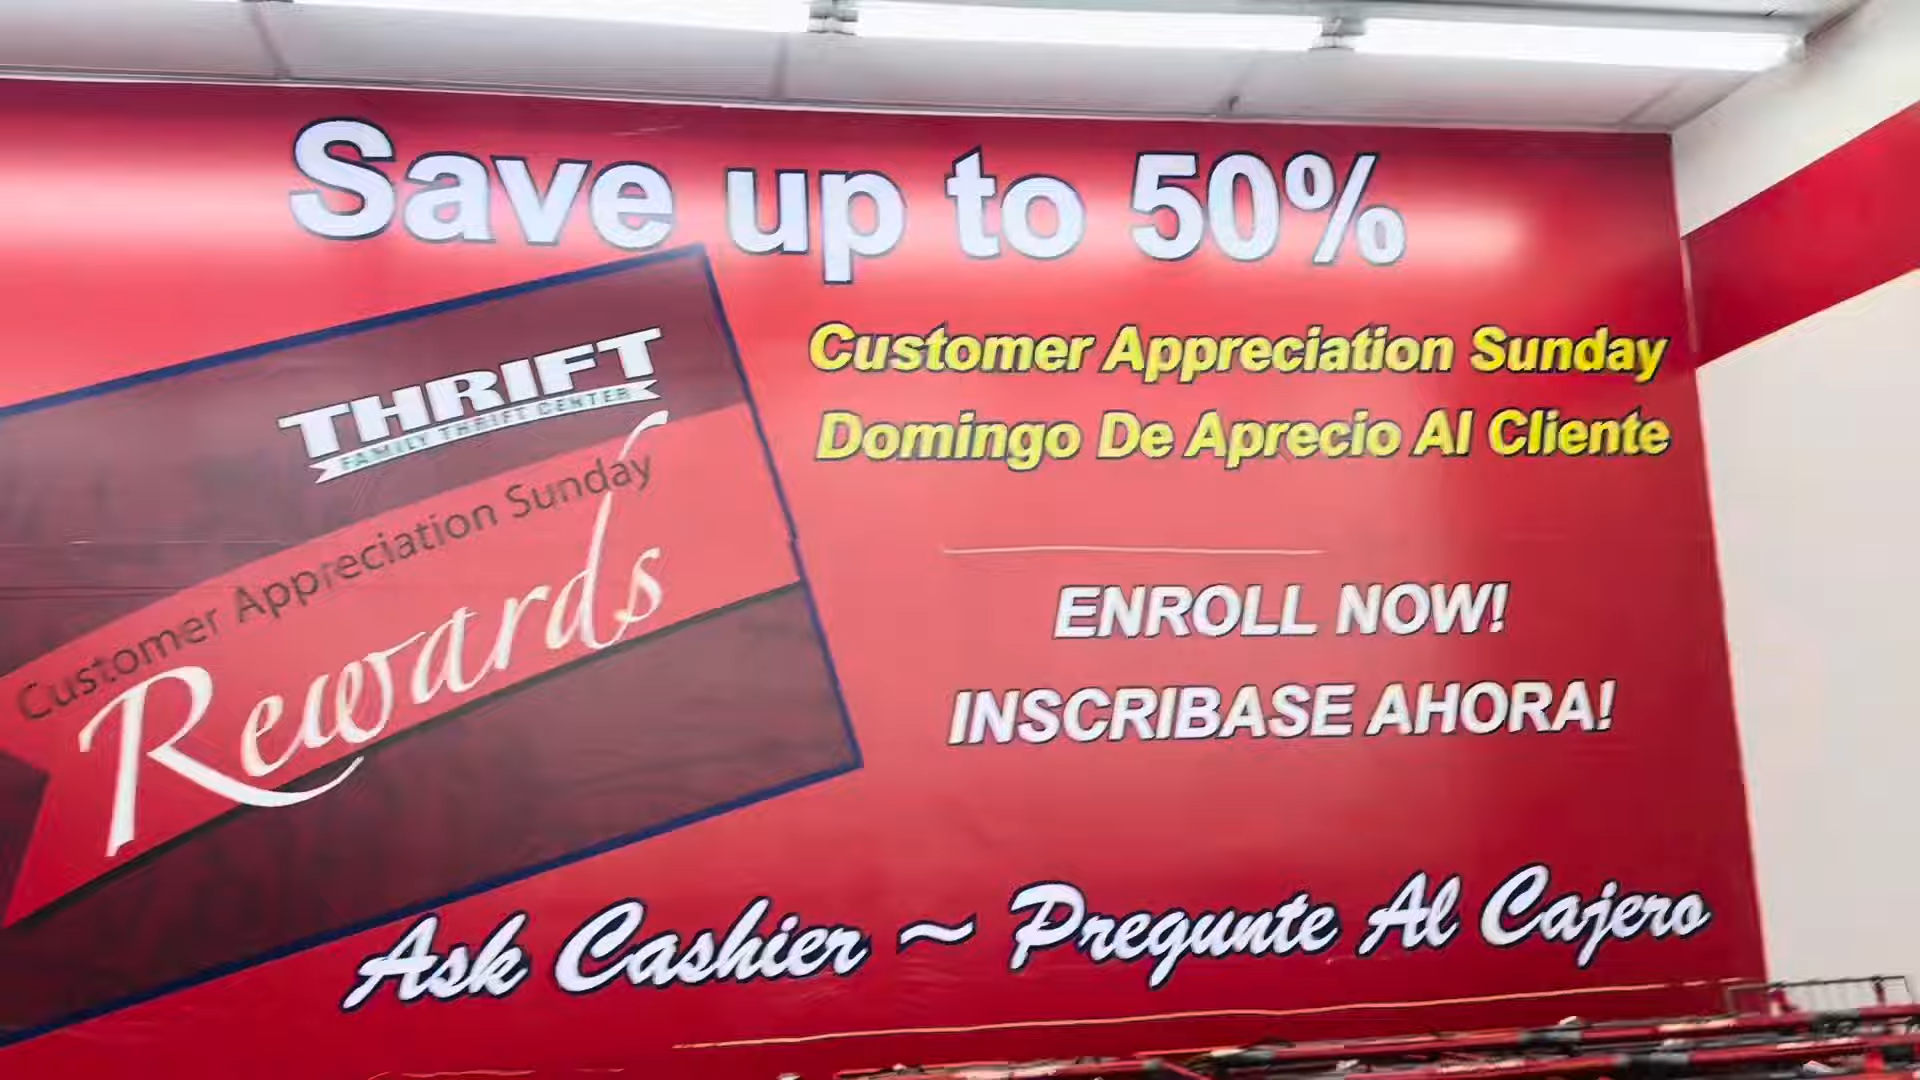 Save up to 50%
THRIFT
FAMILY THRIFT CENTER
Customer Appreciation Sunday
Rewards
Customer Appreciation Sunday
Domingo De Aprecio Al Cliente
ENROLL NOW!
INSCRIBASE AHORA!
Ask Cashier ~ Pregunte Al Cajero